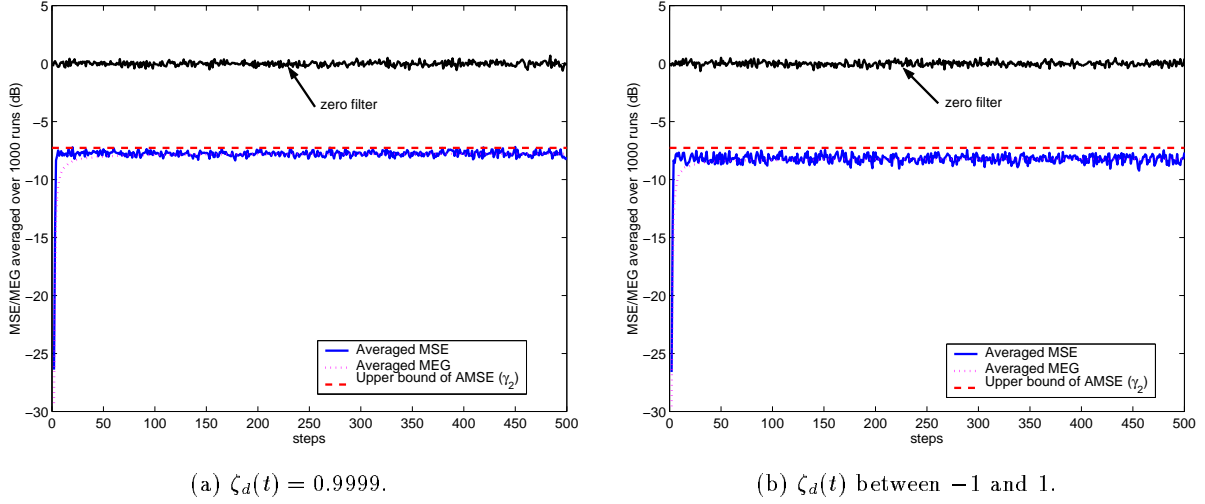 5
0
−5
−10
−15
−20
−25
−30
0 50 100 150 200 250 300 350 400 450 500
steps
MSE/MEG averaged over 1000 runs (dB)
zero filter
Averaged MSE
Averaged MEG
Upper bound of AMSE (γ2)
(a) ζd(t) = 0.9999.
5
0
−5
−10
−15
−20
−25
−30
0 50 100 150 200 250 300 350 400 450 500
steps
MSE/MEG averaged over 1000 runs (dB)
zero filter
Averaged MSE
Averaged MEG
Upper bound of AMSE (γ2)
(b) ζd(t) between −1 and 1.